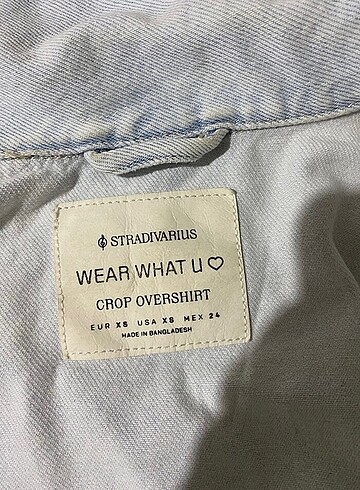 STRADIVARIUS
WEAR WHAT U ♡
CROP OVERSHIRT
EUR XS USA XS MEX 24
MADE IN BANGLADESH